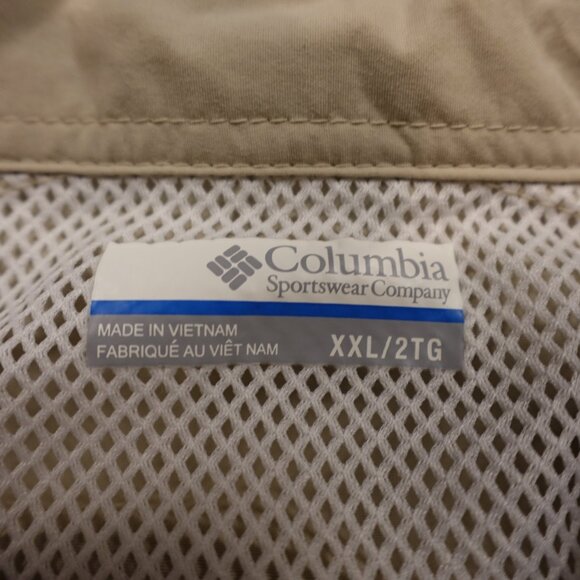 Columbia
Sportswear Company
MADE IN VIETNAM
FABRIQUÉ AU VIÊT NAM
XXL/2TG